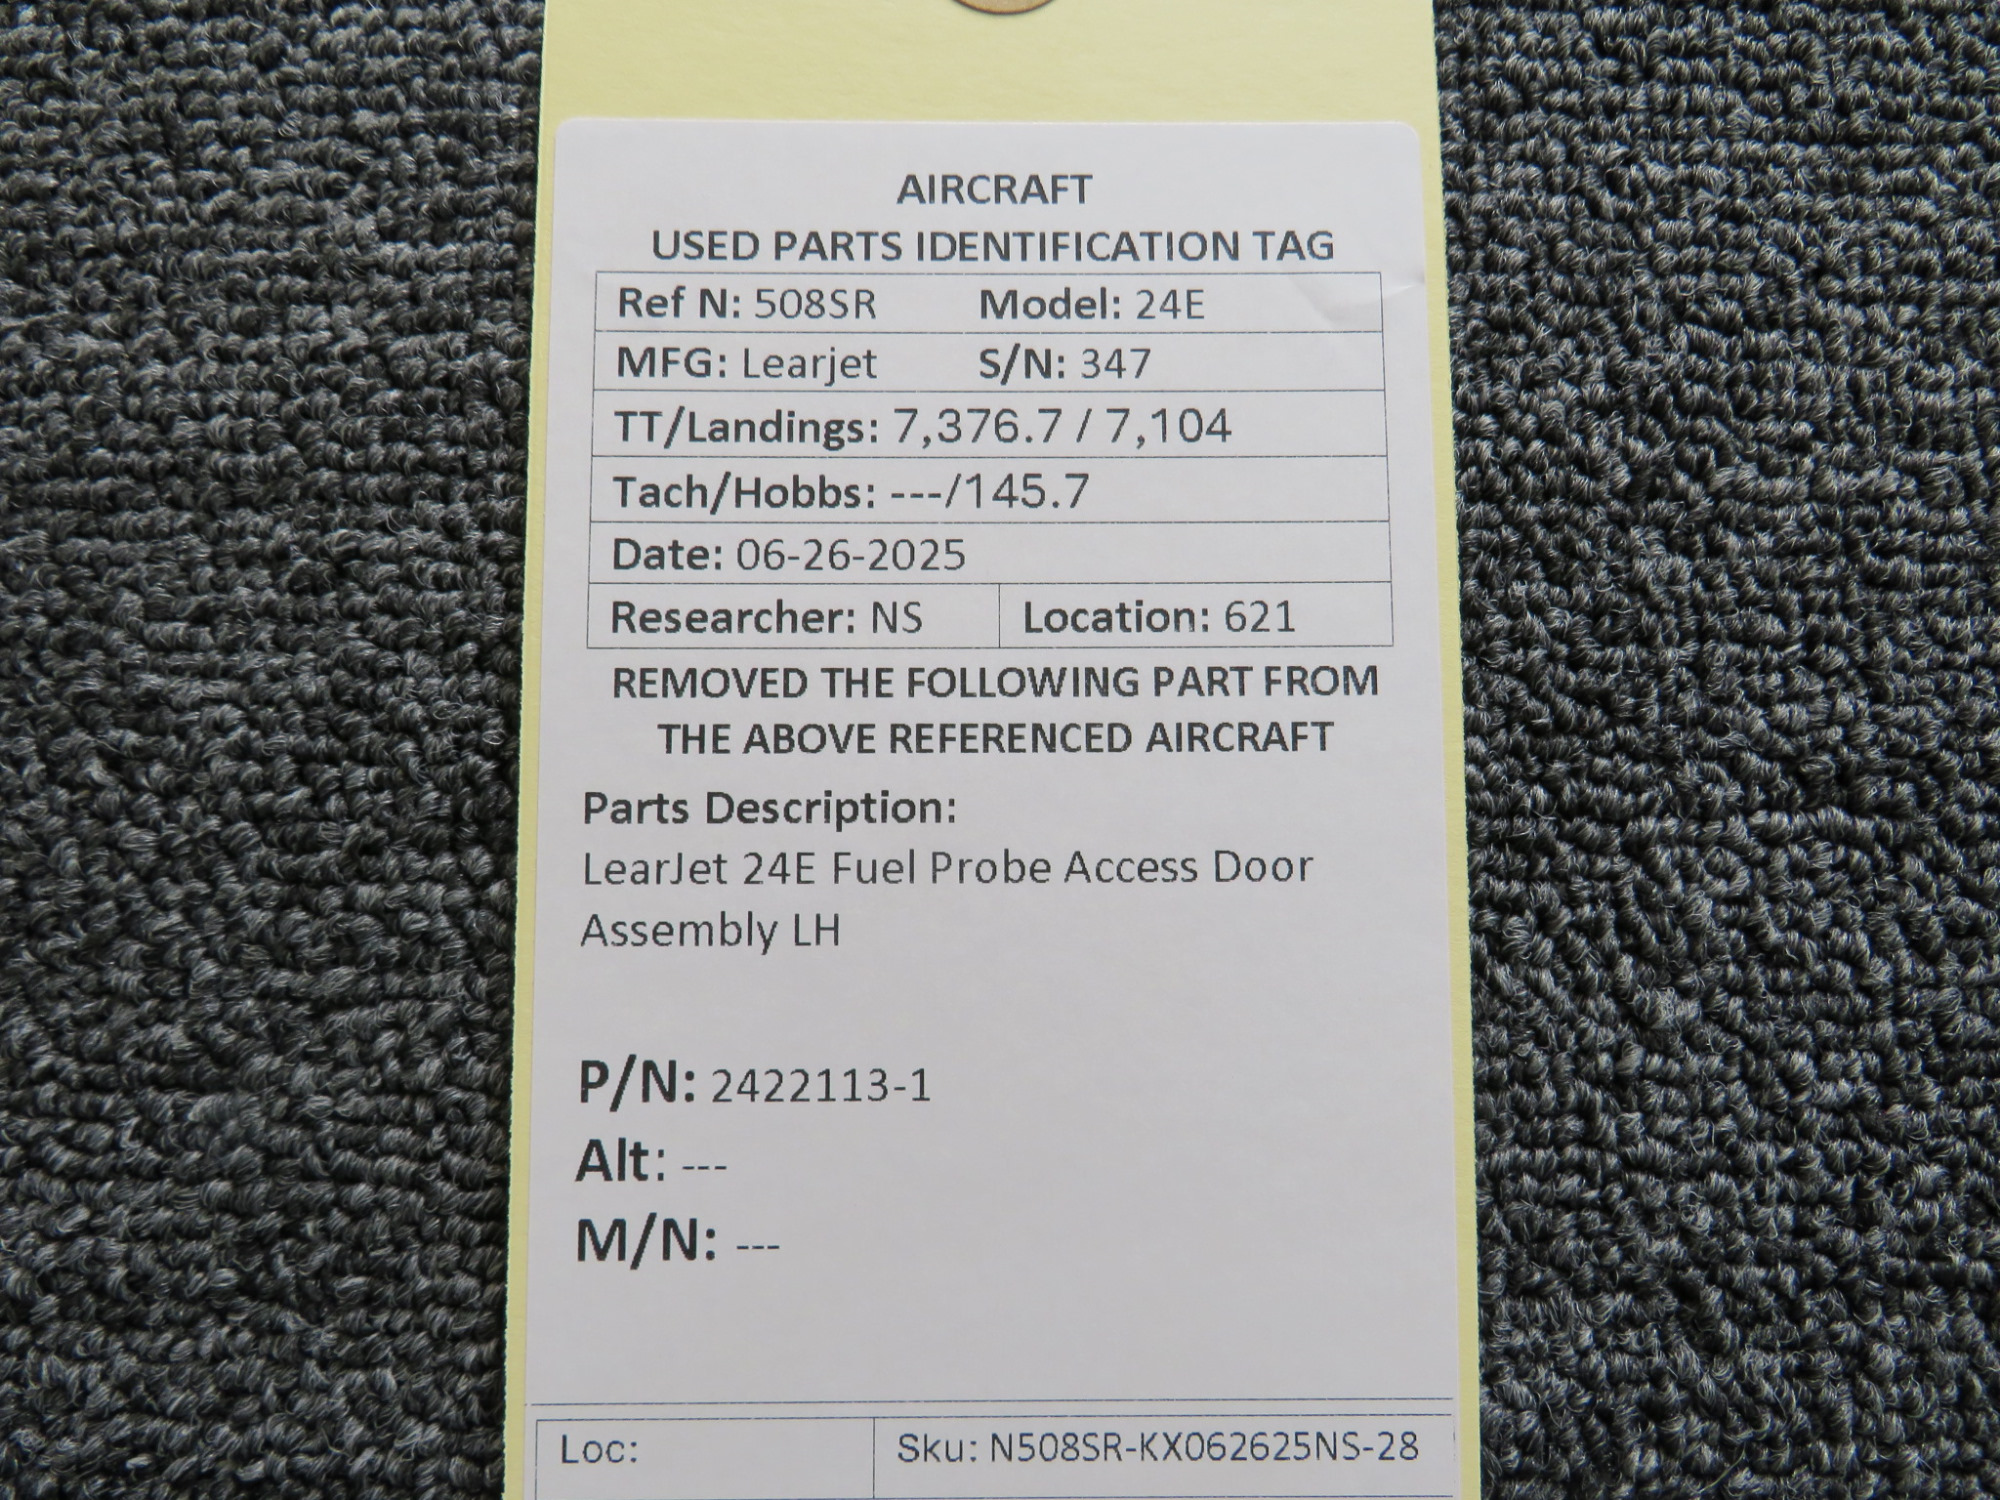 AIRCRAFT
USED PARTS IDENTIFICATION TAG
Ref N: 508SR Model: 24E
MFG: Learjet S/N: 347
TT/Landings: 7,376.7 / 7,104
Tach/Hobbs: ---/145.7
Date: 06-26-2025
Researcher: NS Location: 621
REMOVED THE FOLLOWING PART FROM
THE ABOVE REFERENCED AIRCRAFT
Parts Description:
LearJet 24E Fuel Probe Access Door
Assembly LH
P/N: 2422113-1
Alt: ---
M/N: ---
Loc: Sku: N508SR-KX062625NS-28